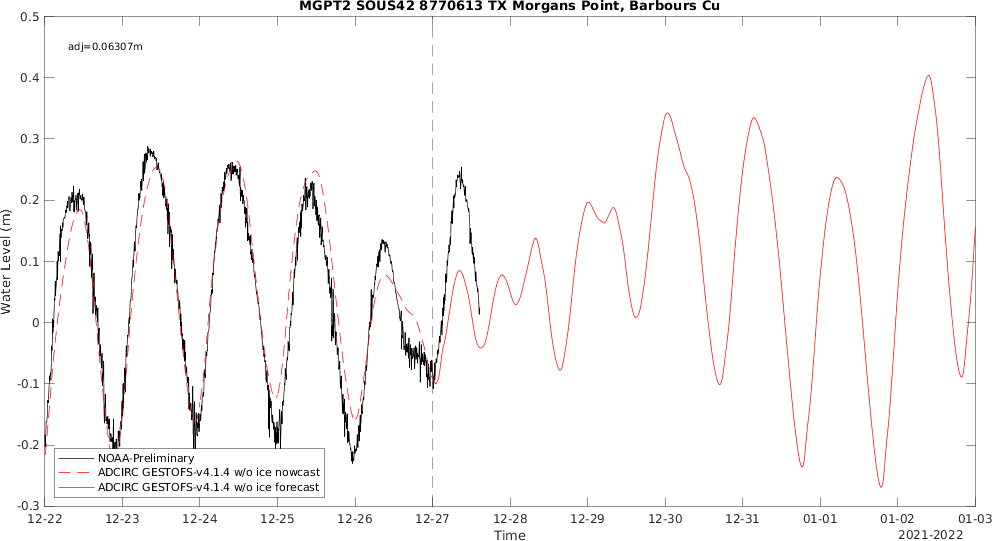 MGPT2 SOUS42 8770613 TX Morgans Point, Barbours Cu
adj=0.06307m
Water Level (m)
0.5
0.4
0.3
0.2
0.1
0
-0.1
-0.2
-0.3
NOAA-Preliminary
ADCIRC GESTOFS-v4.1.4 w/o ice nowcast
ADCIRC GESTOFS-v4.1.4 w/o ice forecast
12-22 12-23 12-24 12-25 12-26 12-27 12-28 12-29 12-30 12-31 01-01 01-02 01-03
Time
2021-2022